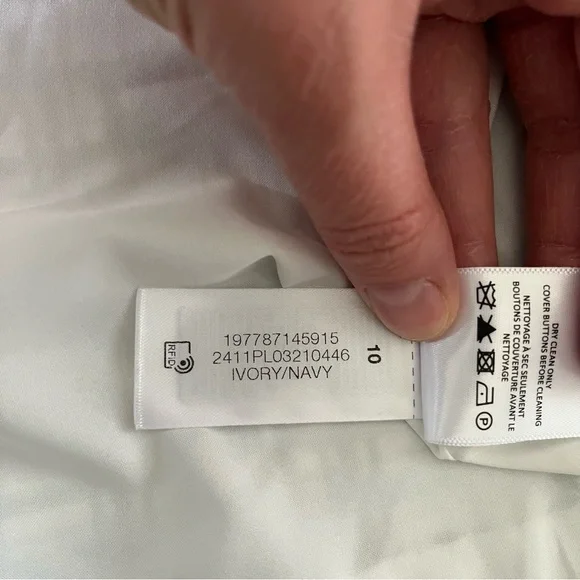 RFID
197787145915
2411PL03210446
IVORY/NAVY
10
DRY CLEAN ONLY
COVER BUTTONS BEFORE CLEANING
NETTOYAGE À SEC SEULEMENT
BOUTONS DE COUVERTURE AVANT LE
NETTOYAGE
P